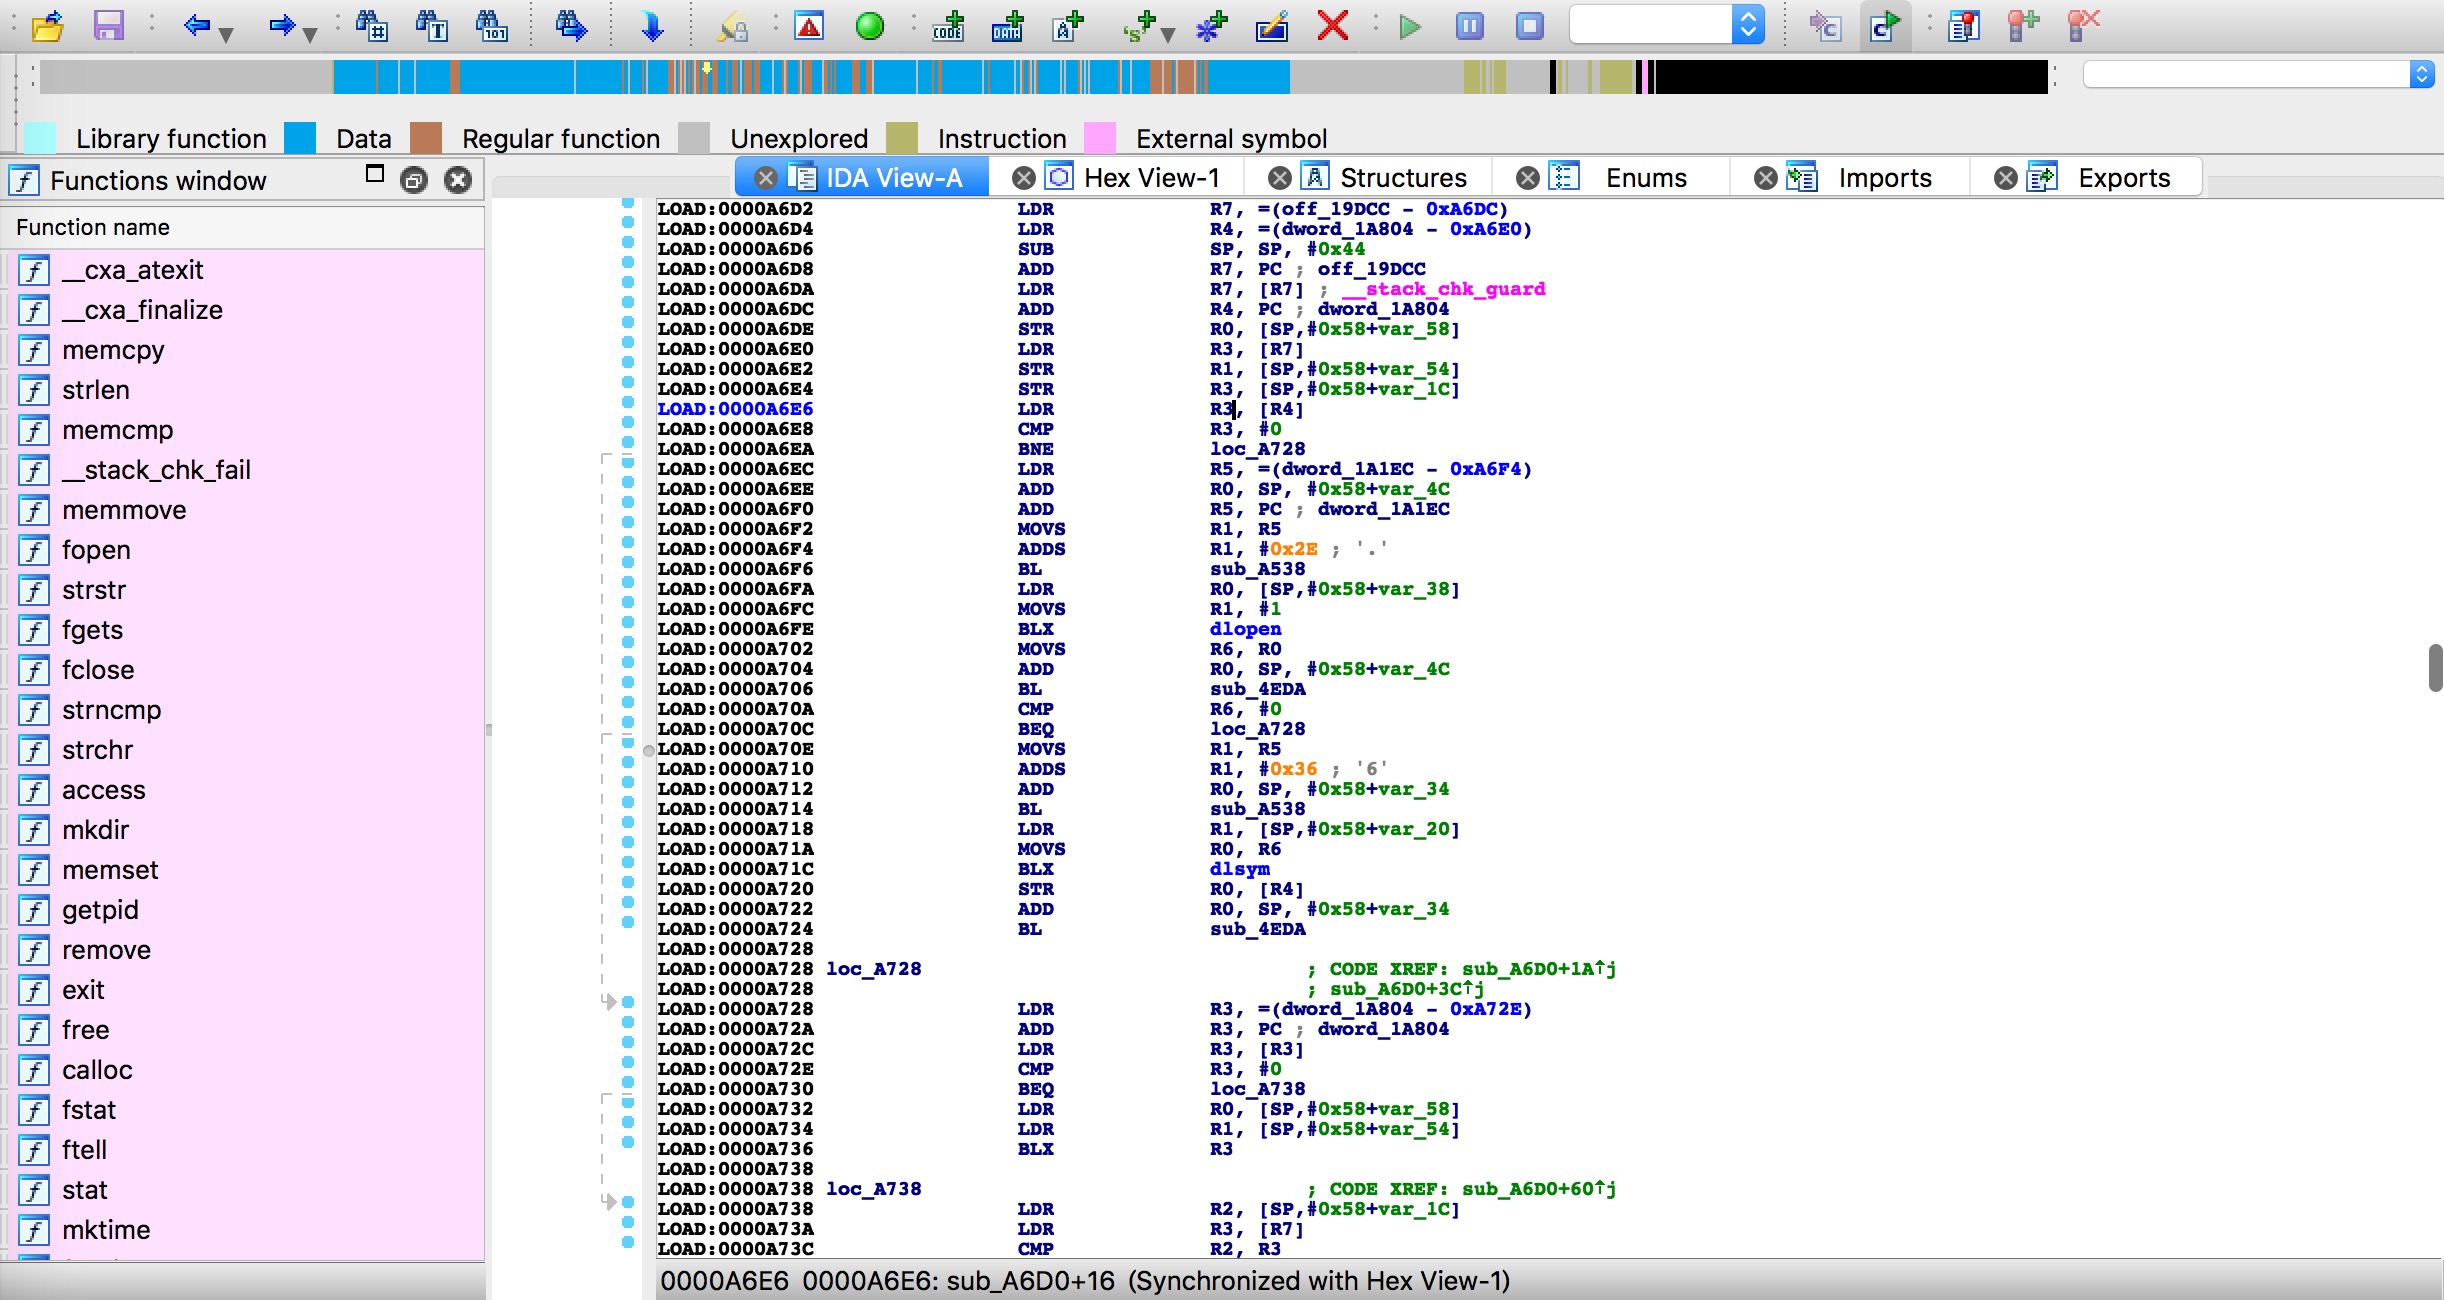 Library function Data Regular function Unexplored Instruction External symbol
Functions window
IDA View-A Hex View-1 Structures Enums Imports Exports
Function name
__cxa_atexit
__cxa_finalize
memcpy
strlen
memcmp
__stack_chk_fail
memmove
fopen
strstr
fgets
fclose
strncmp
strchr
access
mkdir
memset
getpid
remove
exit
free
calloc
fstat
ftell
stat
mktime
LOAD:0000A6D2 LDR R7, =(off_19DCC - 0xA6DC)
LOAD:0000A6D4 LDR R4, =(dword_1A804 - 0xA6E0)
LOAD:0000A6D6 SUB SP, SP, #0x44
LOAD:0000A6D8 ADD R7, PC ; off_19DCC
LOAD:0000A6DA LDR R7, [R7] ; __stack_chk_guard
LOAD:0000A6DC ADD R4, PC ; dword_1A804
LOAD:0000A6DE STR R0, [SP,#0x58+var_58]
LOAD:0000A6E0 LDR R3, [R7]
LOAD:0000A6E2 STR R1, [SP,#0x58+var_54]
LOAD:0000A6E4 STR R3, [SP,#0x58+var_1C]
LOAD:0000A6E6 LDR R3, [R4]
LOAD:0000A6E8 CMP R3, #0
LOAD:0000A6EA BNE loc_A728
LOAD:0000A6EC LDR R5, =(dword_1A1EC - 0xA6F4)
LOAD:0000A6EE ADD R0, SP, #0x58+var_4C
LOAD:0000A6F0 ADD R5, PC ; dword_1A1EC
LOAD:0000A6F2 MOVS R1, R5
LOAD:0000A6F4 ADDS R1, #0x2E ; '.'
LOAD:0000A6F6 BL sub_A538
LOAD:0000A6FA LDR R0, [SP,#0x58+var_38]
LOAD:0000A6FC MOVS R1, #1
LOAD:0000A6FE BLX dlopen
LOAD:0000A702 MOVS R6, R0
LOAD:0000A704 ADD R0, SP, #0x58+var_4C
LOAD:0000A706 BL sub_4EDA
LOAD:0000A70A CMP R6, #0
LOAD:0000A70C BEQ loc_A728
LOAD:0000A70E MOVS R1, R5
LOAD:0000A710 ADDS R1, #0x36 ; '6'
LOAD:0000A712 ADD R0, SP, #0x58+var_34
LOAD:0000A714 BL sub_A538
LOAD:0000A718 LDR R1, [SP,#0x58+var_20]
LOAD:0000A71A MOVS R0, R6
LOAD:0000A71C BLX dlsym
LOAD:0000A720 STR R0, [R4]
LOAD:0000A722 ADD R0, SP, #0x58+var_34
LOAD:0000A724 BL sub_4EDA
LOAD:0000A728
LOAD:0000A728 loc_A728 ; CODE XREF: sub_A6D0+1A↑j
LOAD:0000A728 ; sub_A6D0+3C↑j
LOAD:0000A728 LDR R3, =(dword_1A804 - 0xA72E)
LOAD:0000A72A ADD R3, PC ; dword_1A804
LOAD:0000A72C LDR R3, [R3]
LOAD:0000A72E CMP R3, #0
LOAD:0000A730 BEQ loc_A738
LOAD:0000A732 LDR R0, [SP,#0x58+var_58]
LOAD:0000A734 LDR R1, [SP,#0x58+var_54]
LOAD:0000A736 BLX R3
LOAD:0000A738
LOAD:0000A738 loc_A738 ; CODE XREF: sub_A6D0+60↑j
LOAD:0000A738 LDR R2, [SP,#0x58+var_1C]
LOAD:0000A73A LDR R3, [R7]
LOAD:0000A73C CMP R2, R3
0000A6E6 0000A6E6: sub_A6D0+16 (Synchronized with Hex View-1)